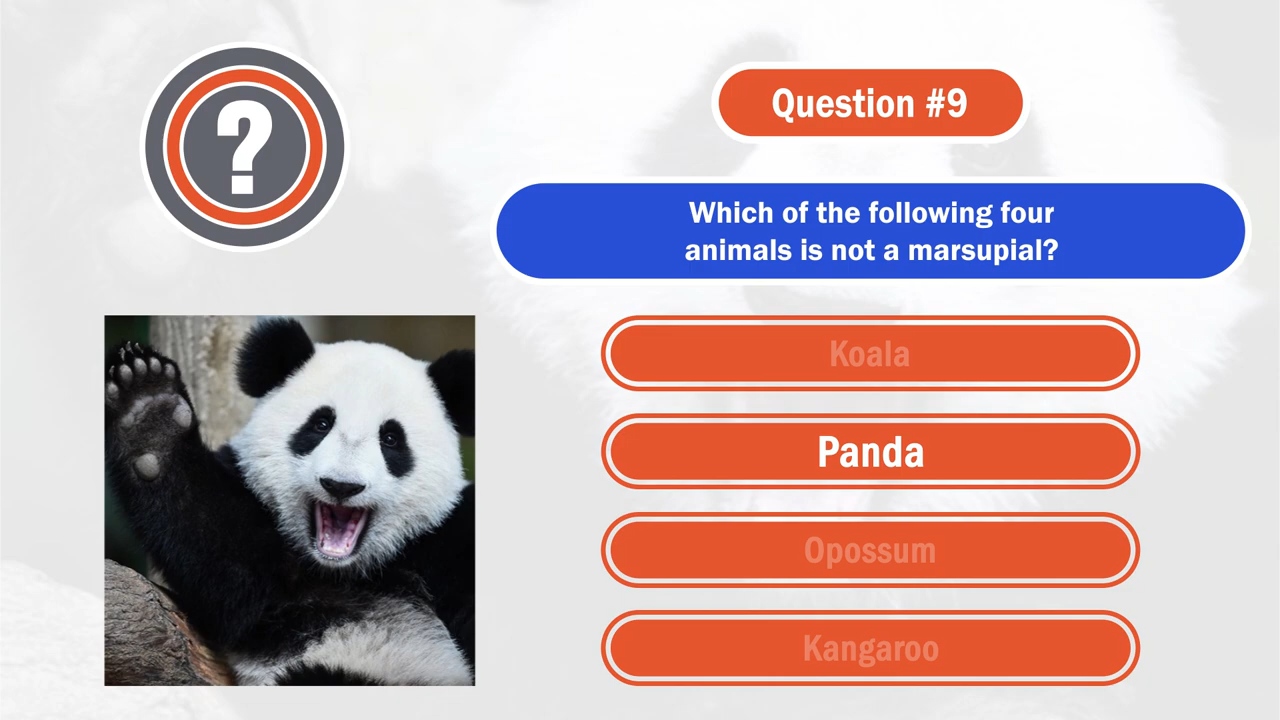 ?
Question #9
Which of the following four
animals is not a marsupial?
Koala
Panda
Opossum
Kangaroo